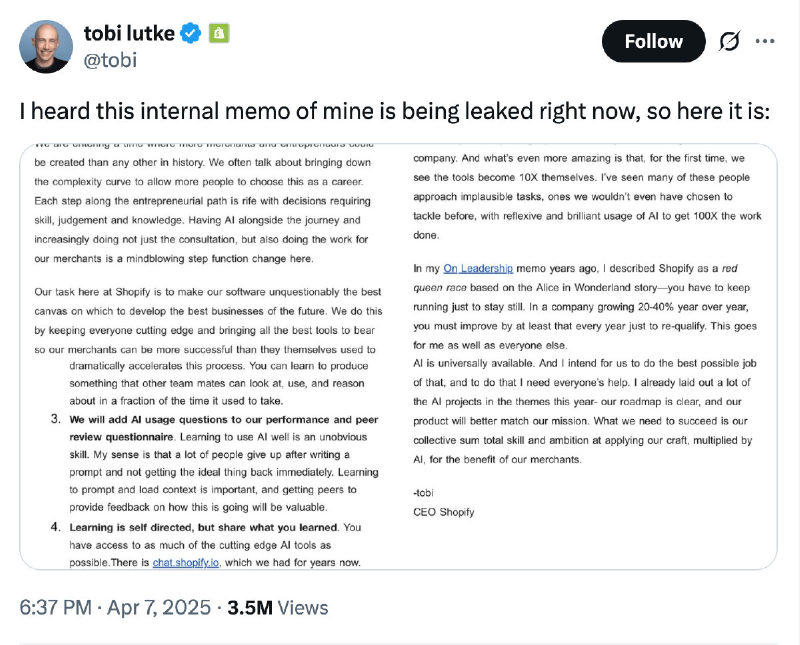 tobi lutke
@tobi
Follow
I heard this internal memo of mine is being leaked right now, so here it is:
We are entering a time where more merchants and entrepreneurs could
be created than any other in history. We often talk about bringing down
the complexity curve to allow more people to choose this as a career.
Each step along the entrepreneurial path is rife with decisions requiring
skill, judgement and knowledge. Having AI alongside the journey and
increasingly doing not just the consultation, but also doing the work for
our merchants is a mindblowing step function change here.
Our task here at Shopify is to make our software unquestionably the best
canvas on which to develop the best businesses of the future. We do this
by keeping everyone cutting edge and bringing all the best tools to bear
so our merchants can be more successful than they themselves used to
dramatically accelerates this process. You can learn to produce
something that other team mates can look at, use, and reason
about in a fraction of the time it used to take.
3. We will add AI usage questions to our performance and peer
review questionnaire. Learning to use AI well is an unobvious
skill. My sense is that a lot of people give up after writing a
prompt and not getting the ideal thing back immediately. Learning
to prompt and load context is important, and getting peers to
provide feedback on how this is going will be valuable.
4. Learning is self directed, but share what you learned. You
have access to as much of the cutting edge AI tools as
possible.There is chat.shopify.io, which we had for years now.
company. And what's even more amazing is that, for the first time, we
see the tools become 10X themselves. I've seen many of these people
approach implausible tasks, ones we wouldn't even have chosen to
tackle before, with reflexive and brilliant usage of AI to get 100X the work
done.
In my On Leadership memo years ago, I described Shopify as a red
queen race based on the Alice in Wonderland story—you have to keep
running just to stay still. In a company growing 20-40% year over year,
you must improve by at least that every year just to re-qualify. This goes
for me as well as everyone else.
AI is universally available. And I intend for us to do the best possible job
of that, and to do that I need everyone's help. I already laid out a lot of
the AI projects in the themes this year- our roadmap is clear, and our
product will better match our mission. What we need to succeed is our
collective sum total skill and ambition at applying our craft, multiplied by
AI, for the benefit of our merchants.
-tobi
CEO Shopify
6:37 PM · Apr 7, 2025 · 3.5M Views